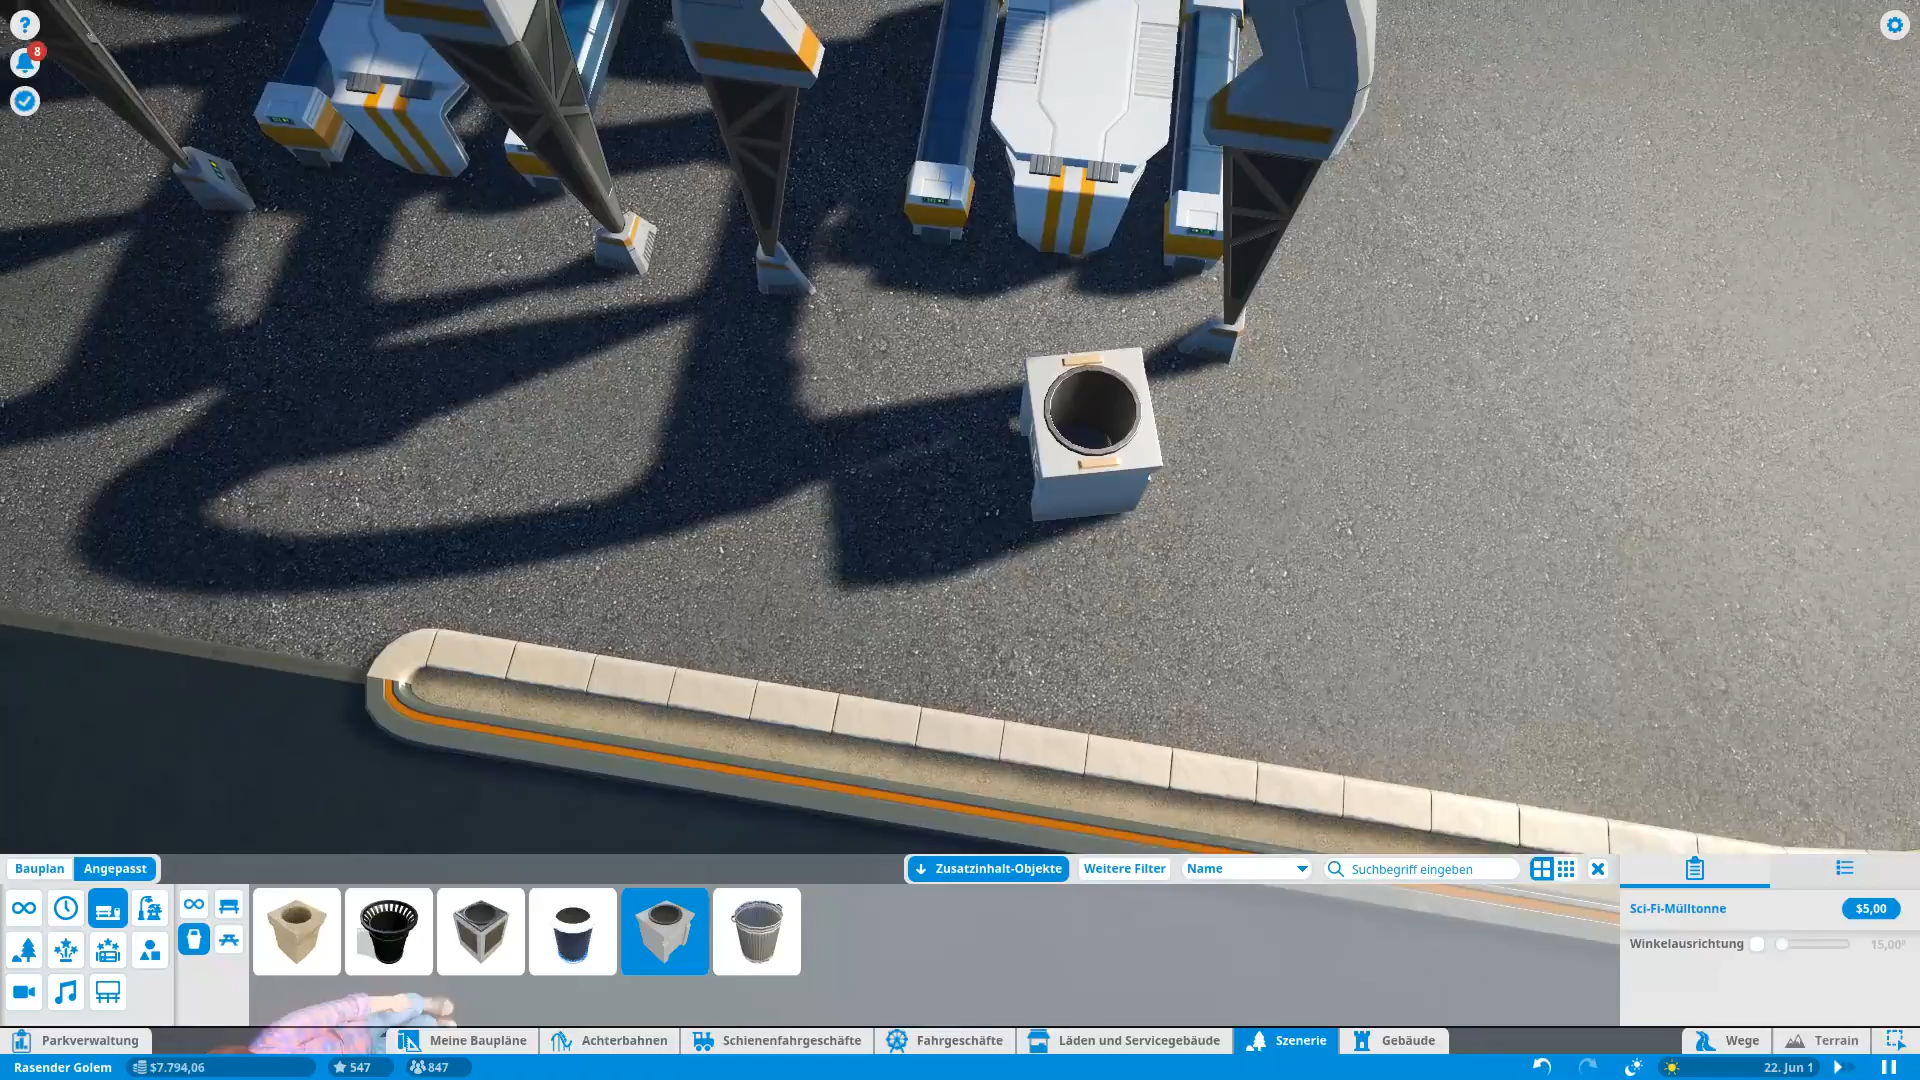 8
Bauplan
Angepasst
Zusatzinhalt-Objekte
Weitere Filter
Name
Suchbegriff eingeben
Sci-Fi-Mülltonne
$5,00
Winkelausrichtung
15,00°
Parkverwaltung
Meine Baupläne
Achterbahnen
Schienenfahrgeschäfte
Fahrgeschäfte
Läden und Servicegebäude
Szenerie
Gebäude
Wege
Terrain
Rasender Golem
$7.794,06
547
847
22. Jun 1